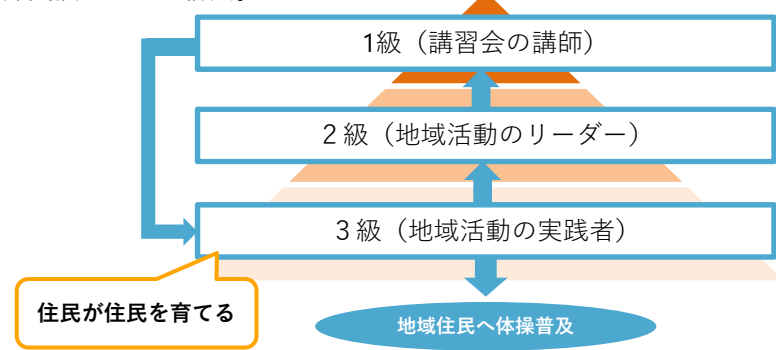 1級（講習会の講師）
２級（地域活動のリーダー）
３級（地域活動の実践者）
住民が住民を育てる
地域住民へ体操普及